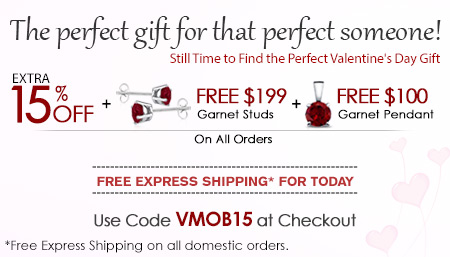 The perfect gift for that perfect someone!
Still Time to Find the Perfect Valentine's Day Gift
EXTRA
15% OFF + FREE $199 Garnet Studs + FREE $100 Garnet Pendant
On All Orders
FREE EXPRESS SHIPPING* FOR TODAY
Use Code VMOB15 at Checkout
*Free Express Shipping on all domestic orders.